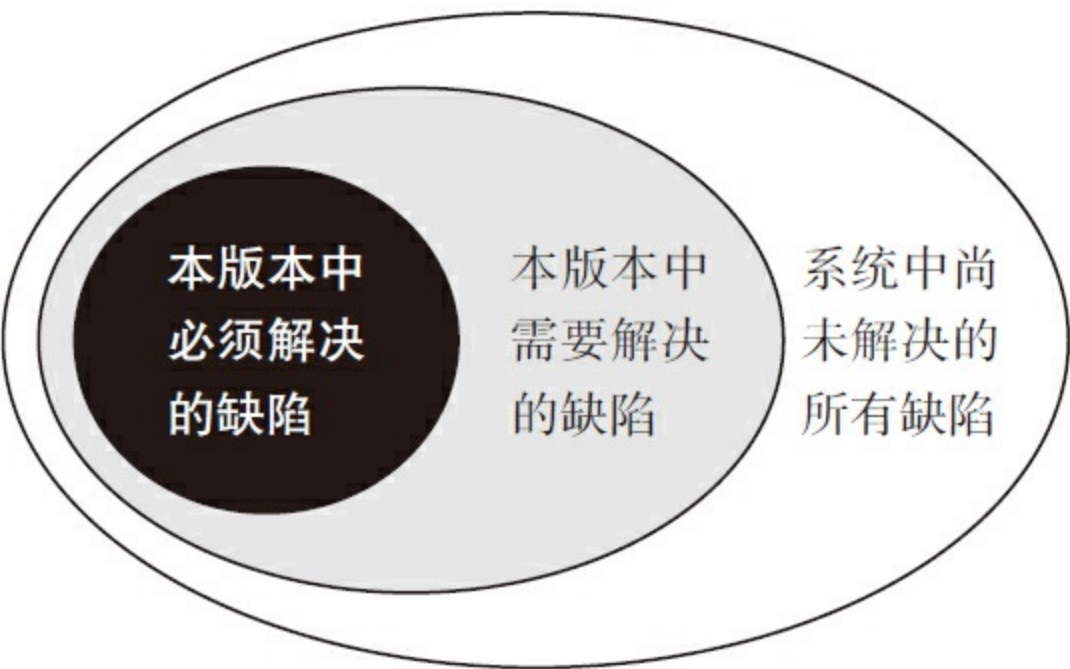 本版本中
必须解决
的缺陷
本版本中
需要解决
的缺陷
系统中尚
未解决的
所有缺陷